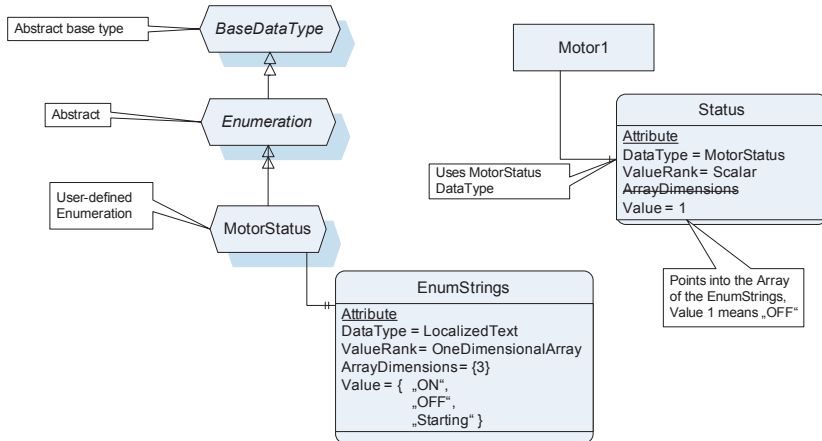 Abstract base type
BaseDataType
Abstract
Enumeration
User-defined
Enumeration
MotorStatus
EnumStrings
Attribute
DataType = LocalizedText
ValueRank= OneDimensionalArray
ArrayDimensions= {3}
Value = { „ON“,
„OFF“,
„Starting“ }
Motor1
Status
Attribute
DataType = MotorStatus
ValueRank= Scalar
ArrayDimensions
Value = 1
Uses MotorStatus
DataType
Points into the Array
of the EnumStrings,
Value 1 means „OFF“